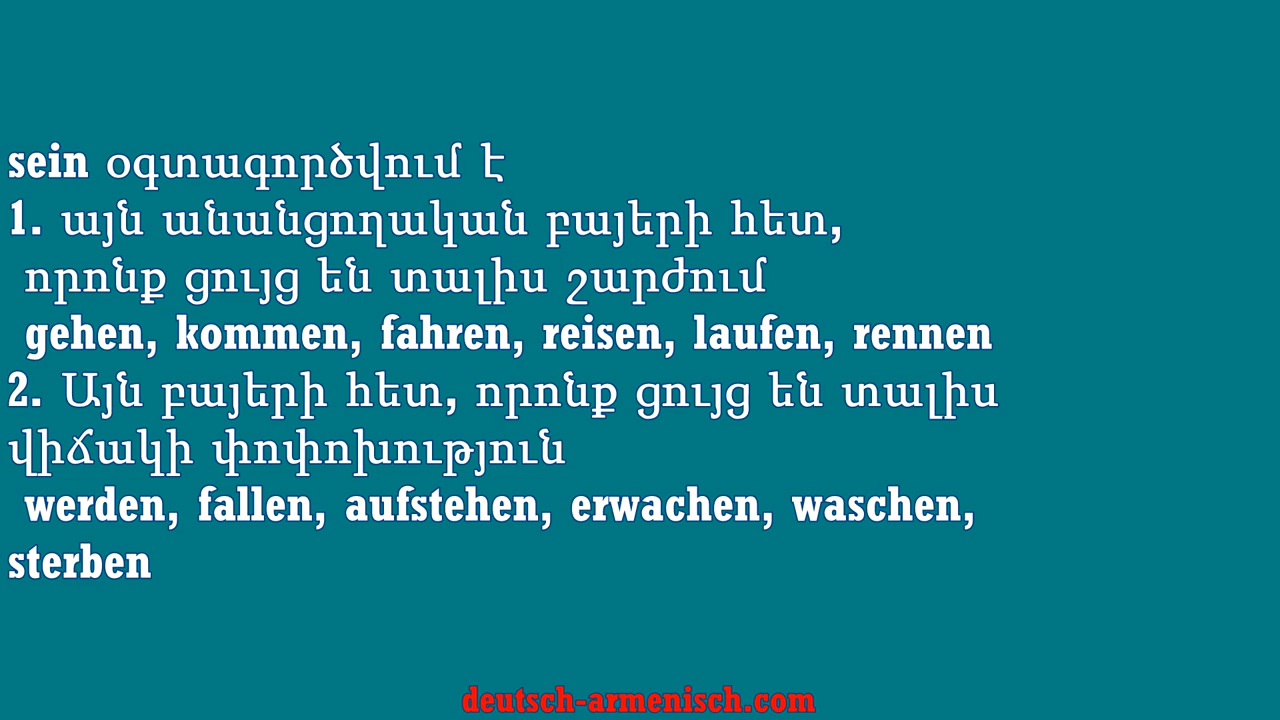 sein օգտագործվում է
1. այն անանցողական բայերի հետ,
որոնք ցույց են տալիս շարժում
gehen, kommen, fahren, reisen, laufen, rennen
2. Այն բայերի հետ, որոնք ցույց են տալիս
վիճակի փոփոխություն
werden, fallen, aufstehen, erwachen, waschen,
sterben
deutsch-armenisch.com